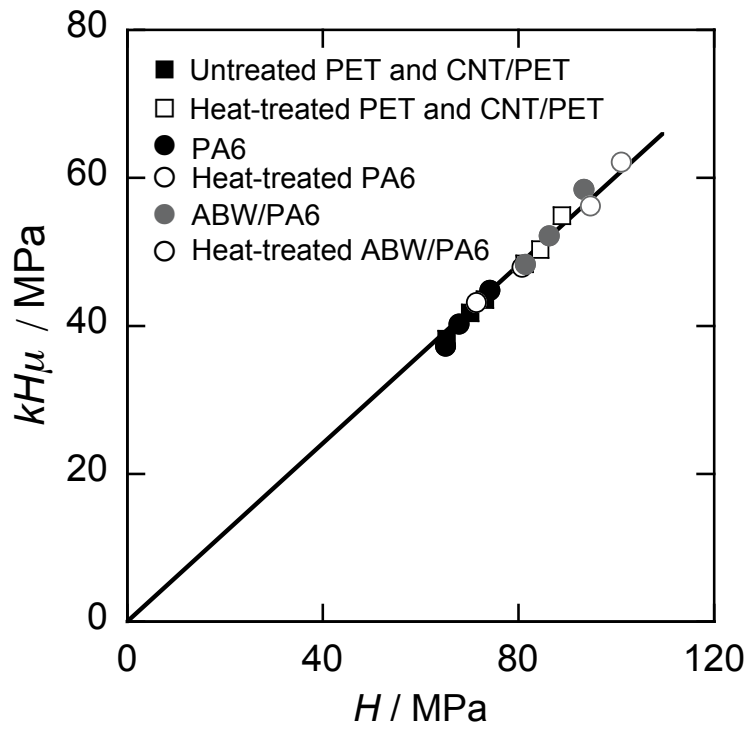 80
Untreated PET and CNT/PET
Heat-treated PET and CNT/PET
PA6
Heat-treated PA6
ABW/PA6
Heat-treated ABW/PA6
60
40
20
0
kHμ / MPa
0 40 80 120
H / MPa